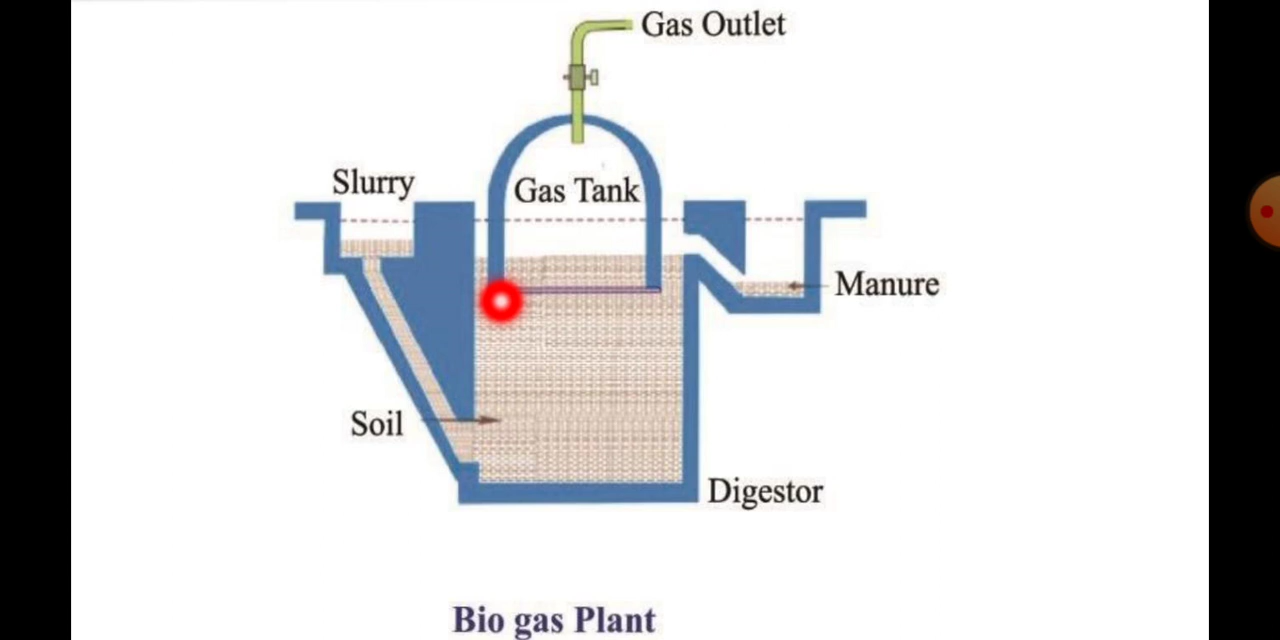 Gas Outlet
Slurry
Gas Tank
Manure
Soil
Digestor
Bio gas Plant